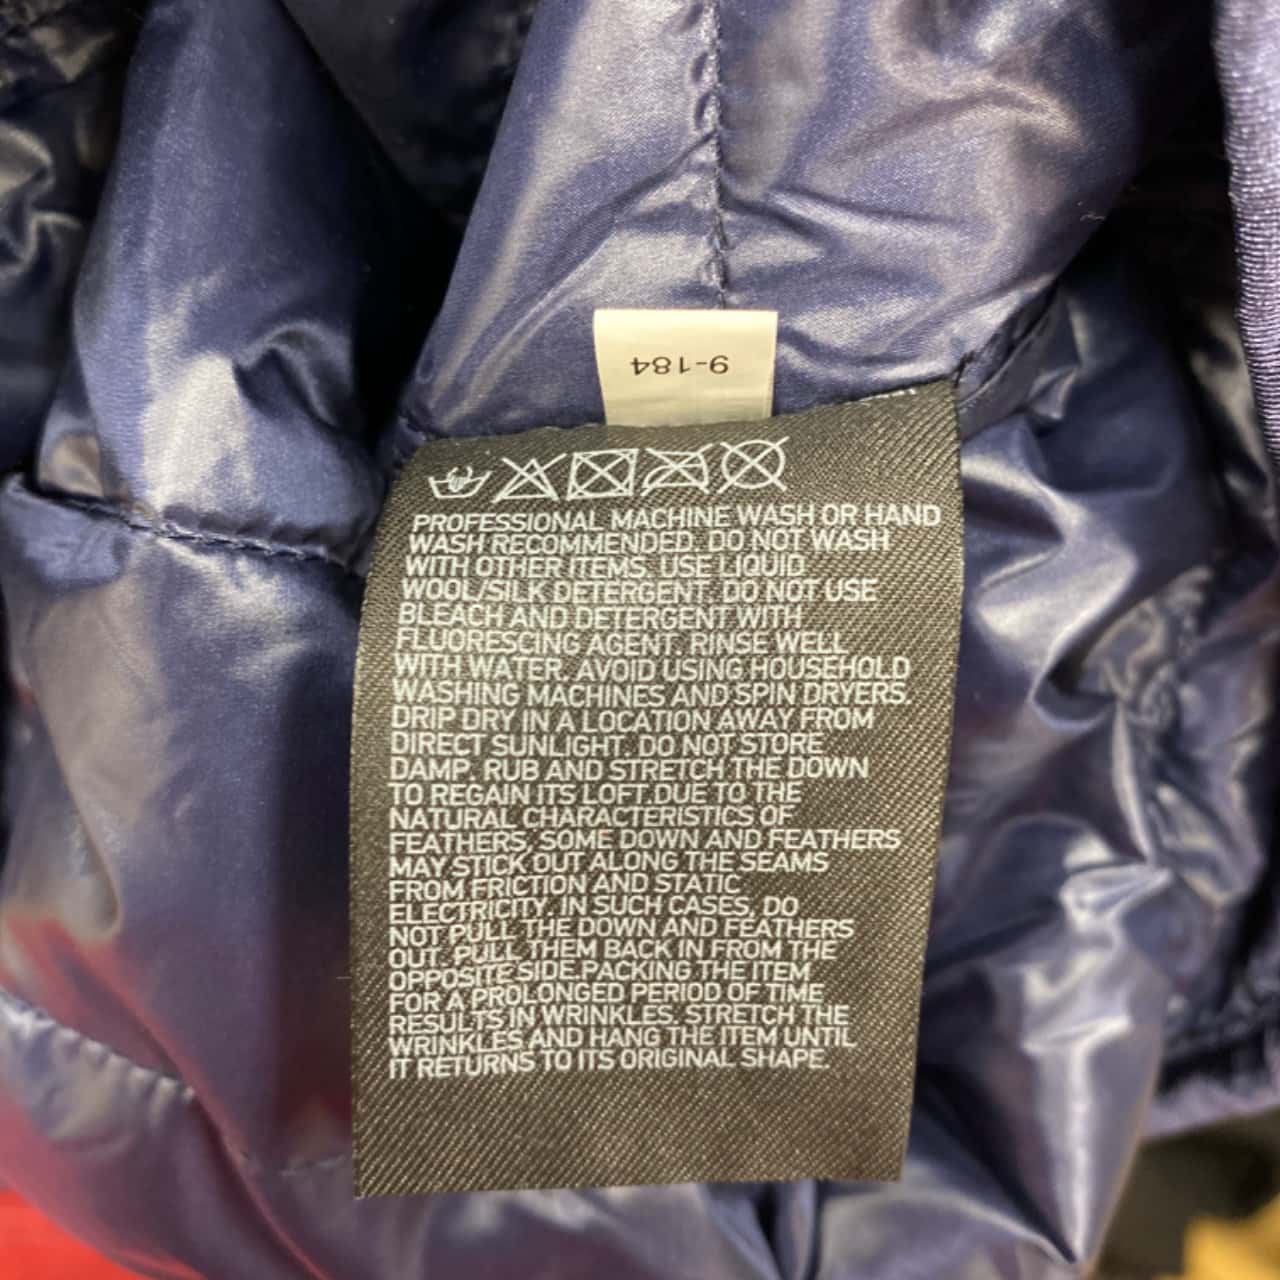 9-184
PROFESSIONAL MACHINE WASH OR HAND
WASH RECOMMENDED. DO NOT WASH
WITH OTHER ITEMS. USE LIQUID
WOOL/SILK DETERGENT. DO NOT USE
BLEACH AND DETERGENT WITH
FLUORESCING AGENT. RINSE WELL
WITH WATER. AVOID USING HOUSEHOLD
WASHING MACHINES AND SPIN DRYERS.
DRIP DRY IN A LOCATION AWAY FROM
DIRECT SUNLIGHT. DO NOT STORE
DAMP. RUB AND STRETCH THE DOWN
TO REGAIN ITS LOFT.DUE TO THE
NATURAL CHARACTERISTICS OF
FEATHERS, SOME DOWN AND FEATHERS
MAY STICK OUT ALONG THE SEAMS
FROM FRICTION AND STATIC
ELECTRICITY. IN SUCH CASES, DO
NOT PULL THE DOWN AND FEATHERS
OUT. PULL THEM BACK IN FROM THE
OPPOSITE SIDE.PACKING THE ITEM
FOR A PROLONGED PERIOD OF TIME
RESULTS IN WRINKLES. STRETCH THE
WRINKLES AND HANG THE ITEM UNTIL
IT RETURNS TO ITS ORIGINAL SHAPE.